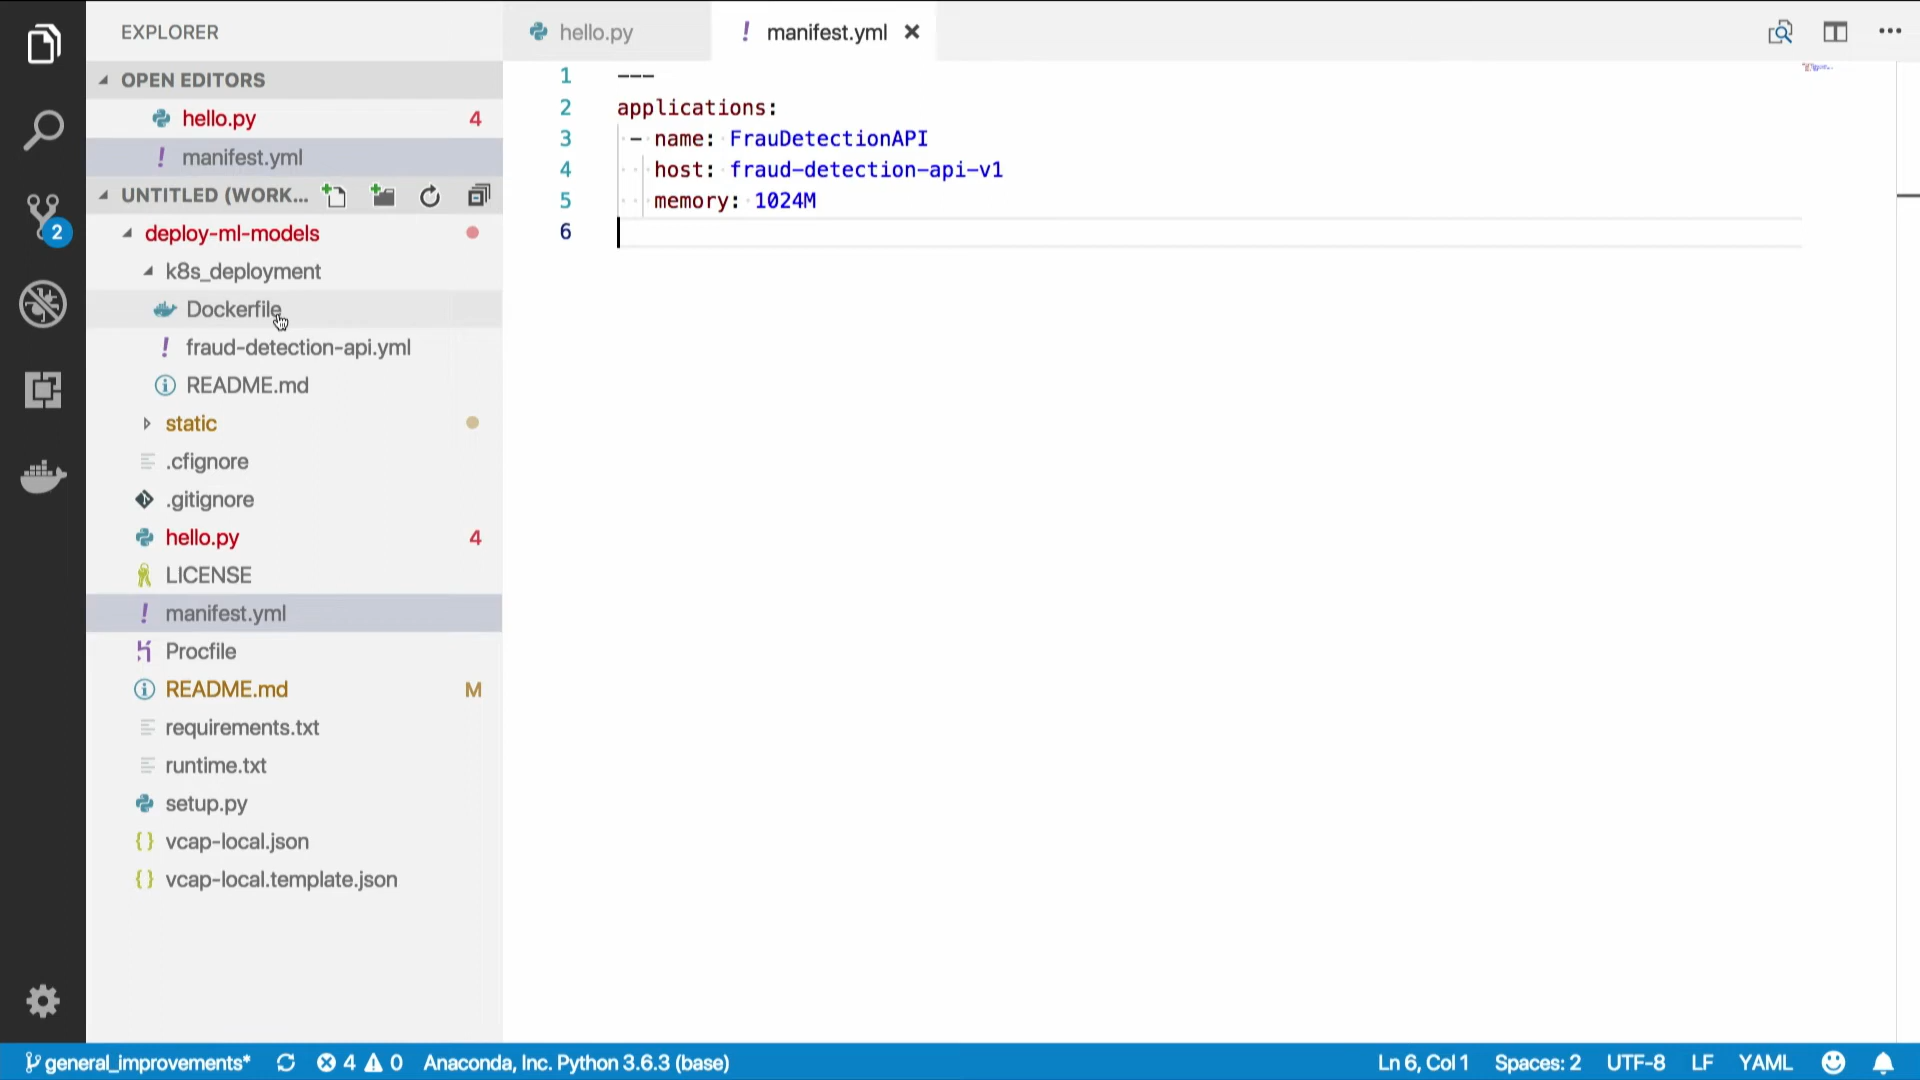 EXPLORER
hello.py
manifest.yml
OPEN EDITORS
hello.py 4
manifest.yml
UNTITLED (WORK...
deploy-ml-models
k8s_deployment
Dockerfile
fraud-detection-api.yml
README.md
static
.cfignore
.gitignore
hello.py 4
LICENSE
manifest.yml
Procfile
README.md M
requirements.txt
runtime.txt
setup.py
vcap-local.json
vcap-local.template.json
2
1 ---
2 applications:
3 - name: FrauDetectionAPI
4 host: fraud-detection-api-v1
5 memory: 1024M
6
general_improvements* 4 0 Anaconda, Inc. Python 3.6.3 (base) Ln 6, Col 1 Spaces: 2 UTF-8 LF YAML